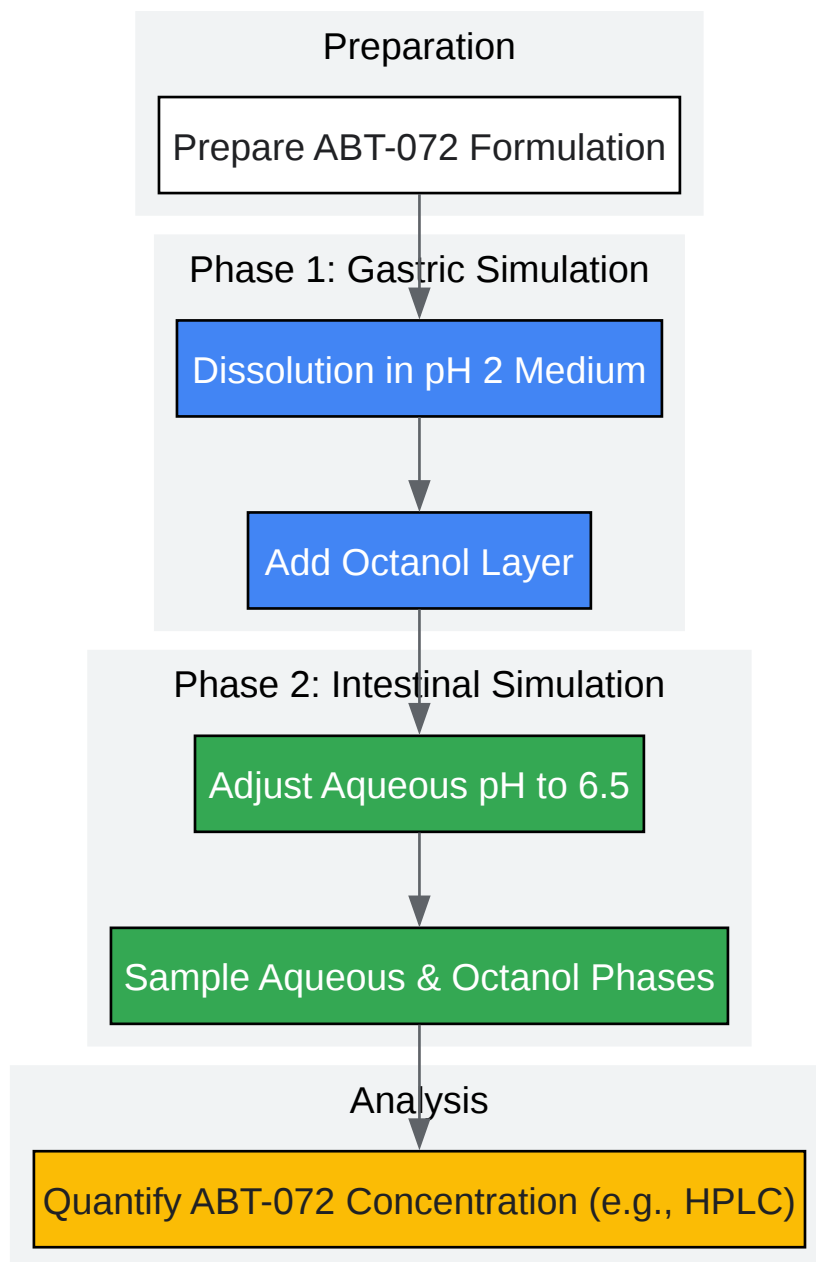 Preparation
Prepare ABT-072 Formulation
Phase 1: Gastric Simulation
Dissolution in pH 2 Medium
Add Octanol Layer
Phase 2: Intestinal Simulation
Adjust Aqueous pH to 6.5
Sample Aqueous & Octanol Phases
Analysis
Quantify ABT-072 Concentration (e.g., HPLC)